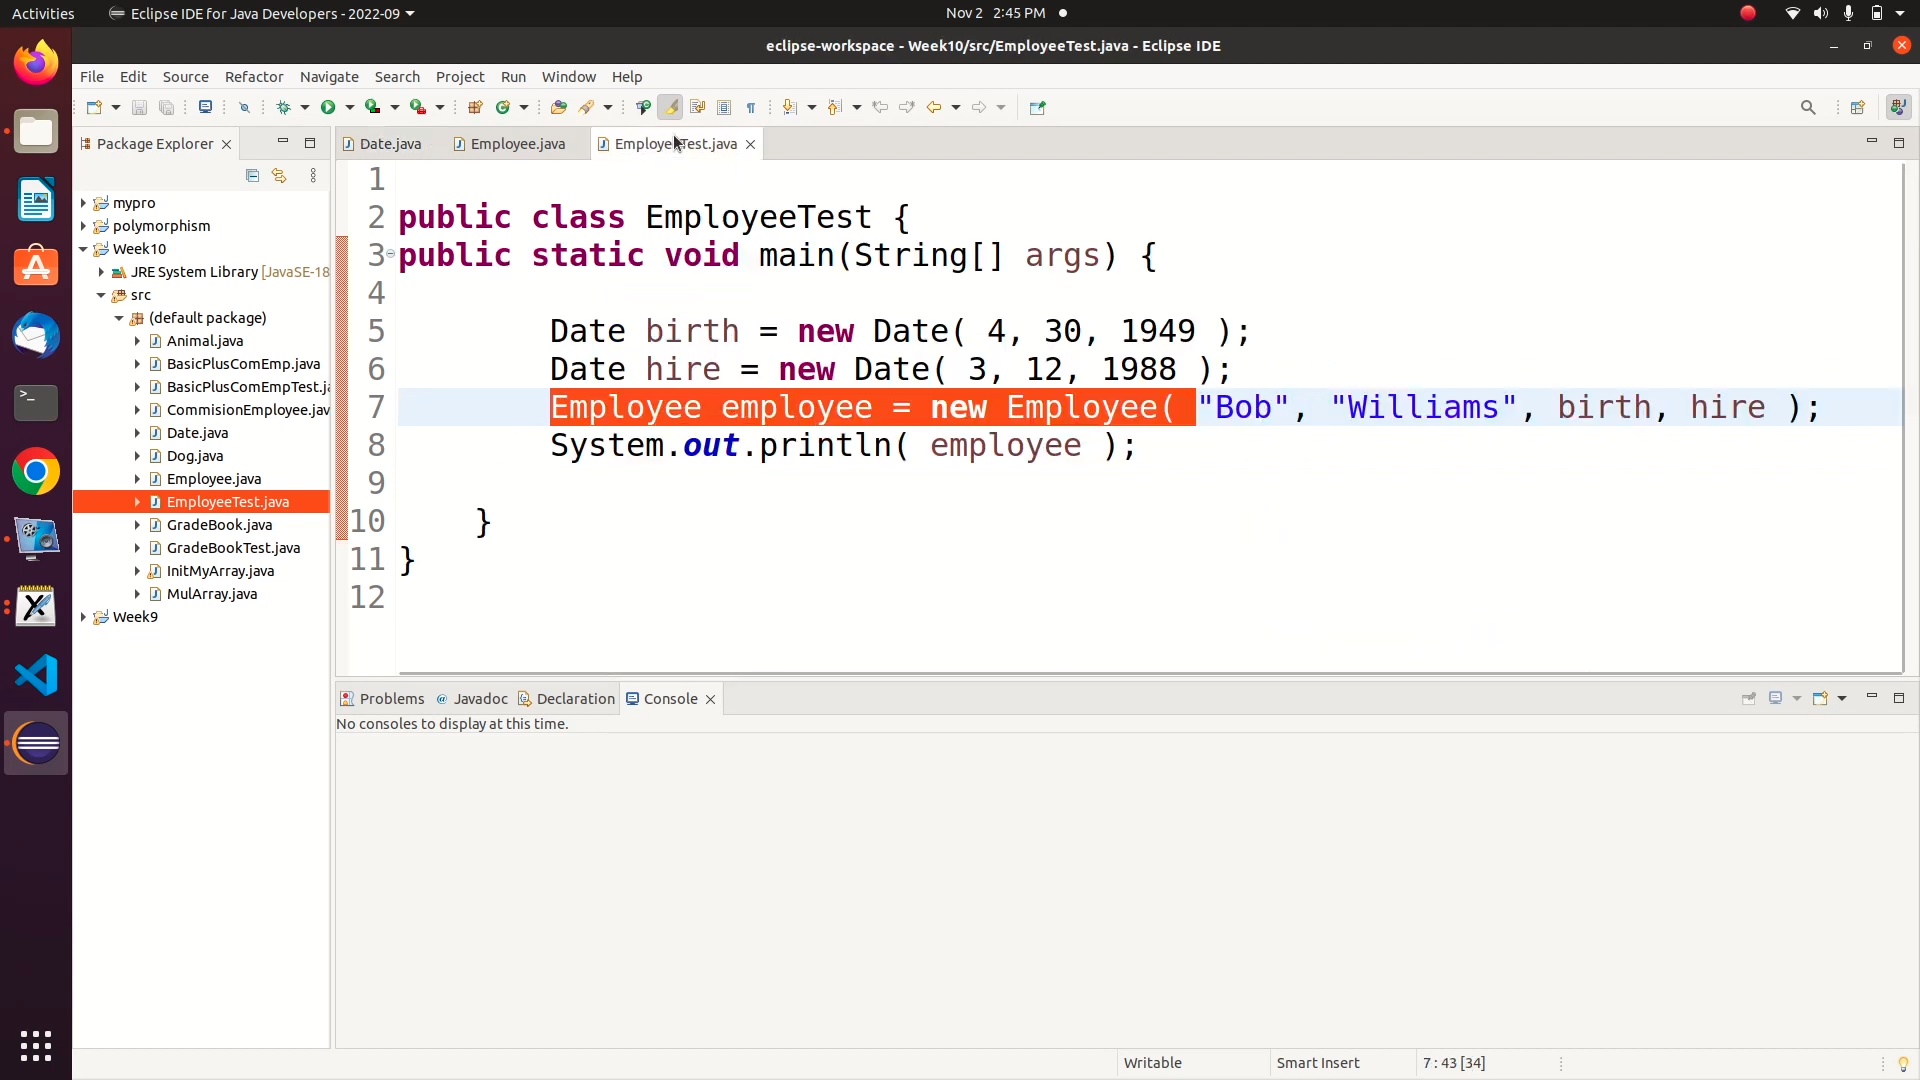 Activities
Eclipse IDE for Java Developers - 2022-09
Nov 2 2:45 PM
eclipse-workspace - Week10/src/EmployeeTest.java - Eclipse IDE
File Edit Source Refactor Navigate Search Project Run Window Help
Package Explorer
Date.java
Employee.java
EmployeeTest.java
mypro
polymorphism
Week10
JRE System Library [JavaSE-18
src
(default package)
Animal.java
BasicPlusComEmp.java
BasicPlusComEmpTest.ja
CommisionEmployee.jav
Date.java
Dog.java
Employee.java
EmployeeTest.java
GradeBook.java
GradeBookTest.java
InitMyArray.java
MulArray.java
Week9
1
2 public class EmployeeTest {
3 public static void main(String[] args) {
4
5 Date birth = new Date( 4, 30, 1949 );
6 Date hire = new Date( 3, 12, 1988 );
7 Employee employee = new Employee( "Bob", "Williams", birth, hire );
8 System.out.println( employee );
9
10 }
11 }
12
Problems
Javadoc
Declaration
Console
No consoles to display at this time.
Writable
Smart Insert
7 : 43 [34]